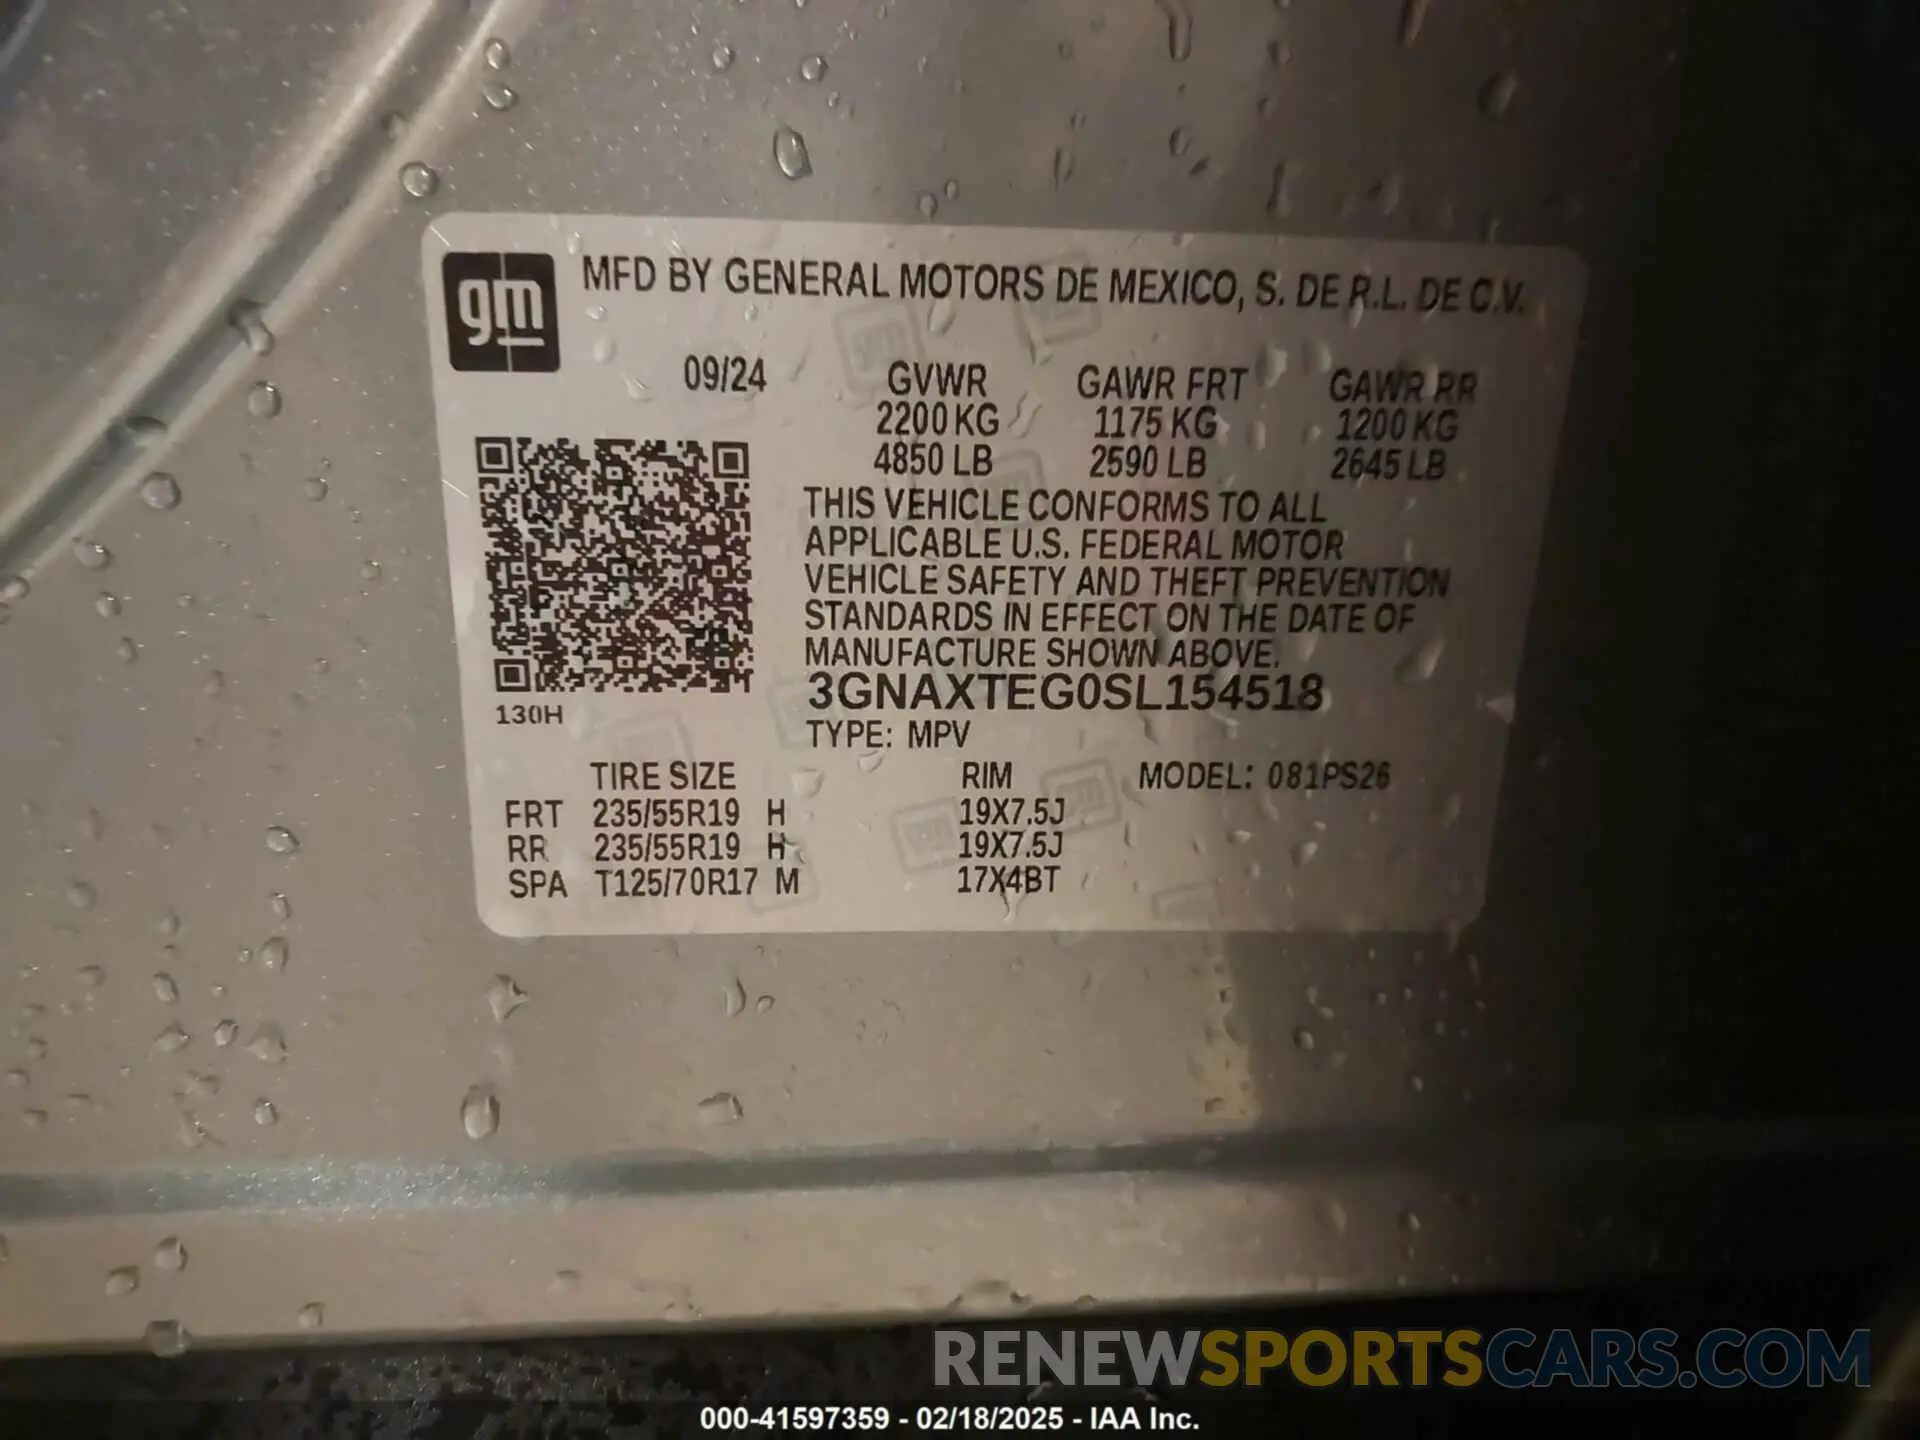 gm
MFD BY GENERAL MOTORS DE MEXICO, S. DE R.L. DE C.V.
09/24 GVWR GAWR FRT GAWR RR
2200 KG 1175 KG 1200 KG
4850 LB 2590 LB 2645 LB
THIS VEHICLE CONFORMS TO ALL
APPLICABLE U.S. FEDERAL MOTOR
VEHICLE SAFETY AND THEFT PREVENTION
STANDARDS IN EFFECT ON THE DATE OF
MANUFACTURE SHOWN ABOVE.
3GNAXTEG0SL154518
130H
TYPE: MPV
TIRE SIZE RIM MODEL: 081PS26
FRT 235/55R19 H 19X7.5J
RR 235/55R19 H 19X7.5J
SPA T125/70R17 M 17X4BT
RENEWSPORTSCARS.COM
000-41597359 - 02/18/2025 - IAA Inc.